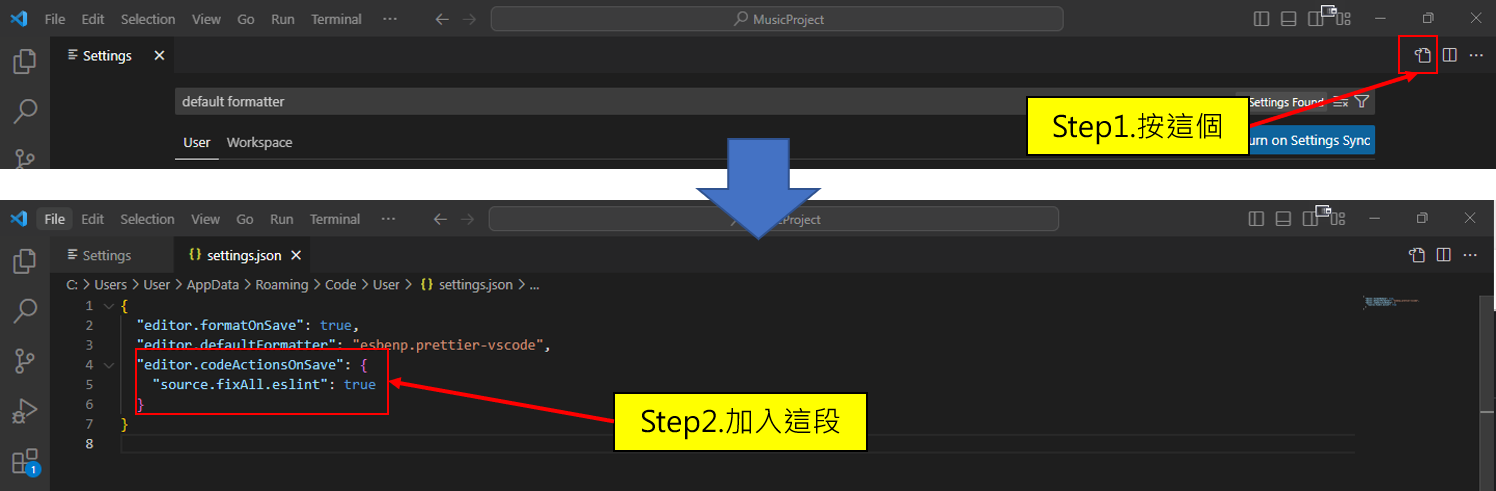 File Edit Selection View Go Run Terminal ... MusicProject
Settings
default formatter
Settings Found
Step1.按這個
User Workspace
urn on Settings Sync
File Edit Selection View Go Run Terminal ... icProject
Settings {} settings.json
C: > Users > User > AppData > Roaming > Code > User > {} settings.json > ...
1 {
2 "editor.formatOnSave": true,
3 "editor.defaultFormatter": "esbenp.prettier-vscode",
4 "editor.codeActionsOnSave": {
5 "source.fixAll.eslint": true
6 }
7 }
8
Step2.加入這段
1